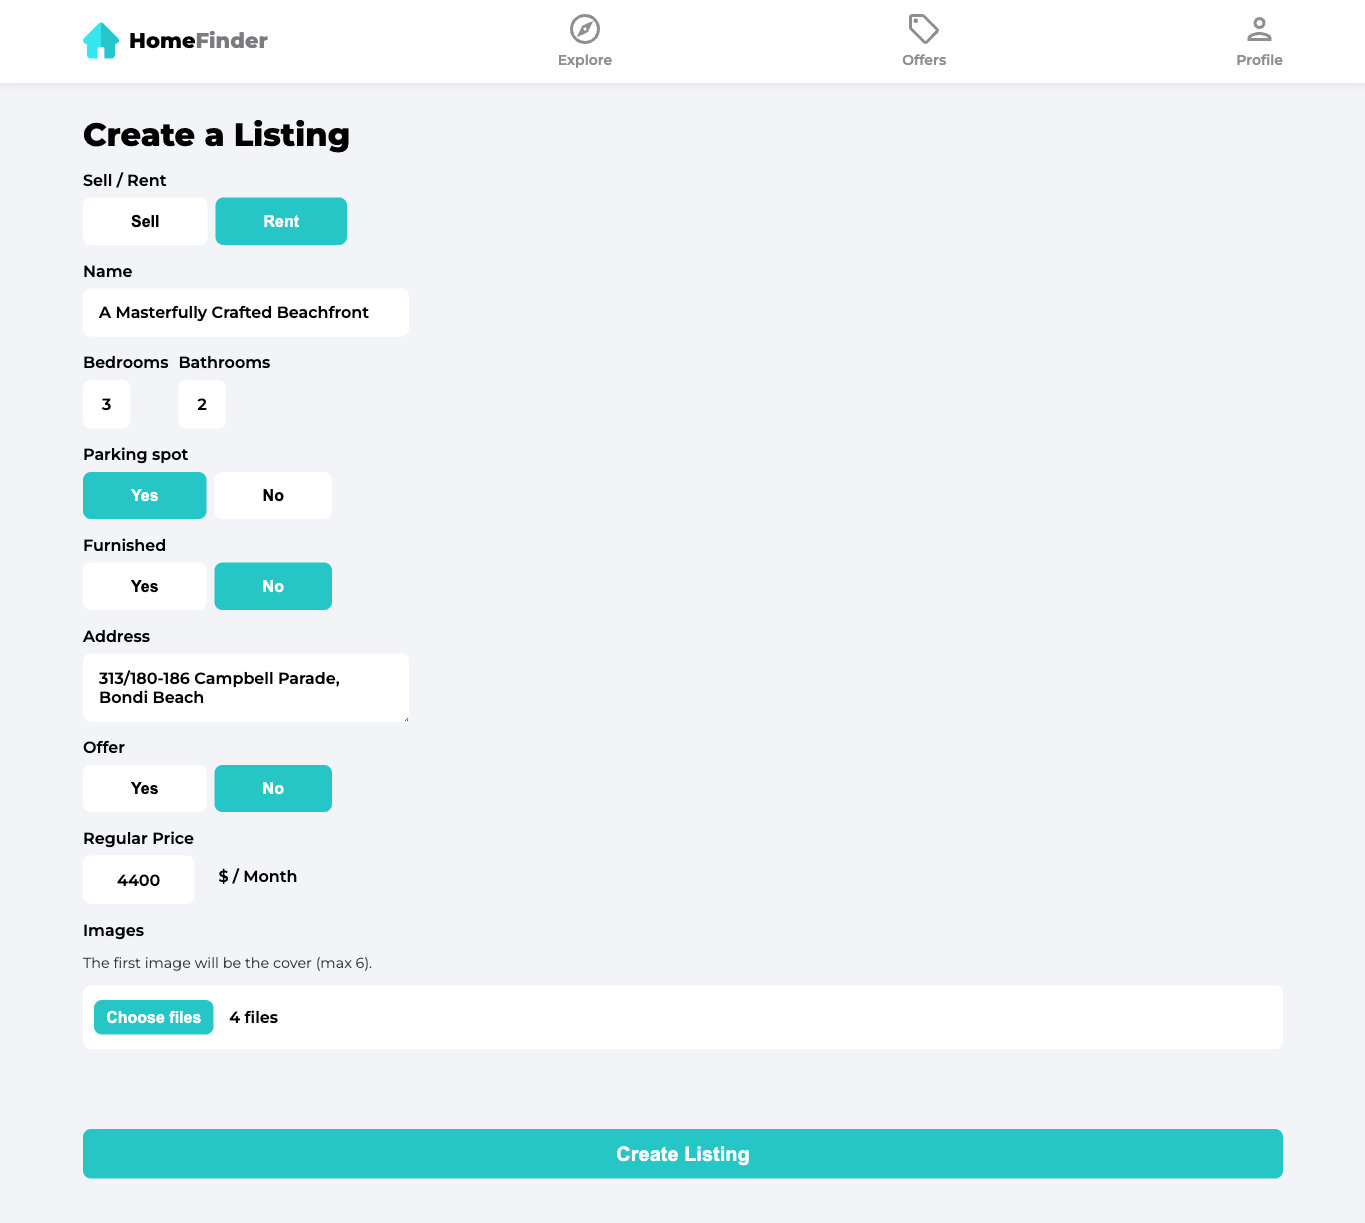 HomeFinder
Explore
Offers
Profile
Create a Listing
Sell / Rent
Sell
Rent
Name
A Masterfully Crafted Beachfront
Bedrooms Bathrooms
3
2
Parking spot
Yes
No
Furnished
Yes
No
Address
313/180-186 Campbell Parade,
Bondi Beach
Offer
Yes
No
Regular Price
4400
$ / Month
Images
The first image will be the cover (max 6).
Choose files 4 files
Create Listing